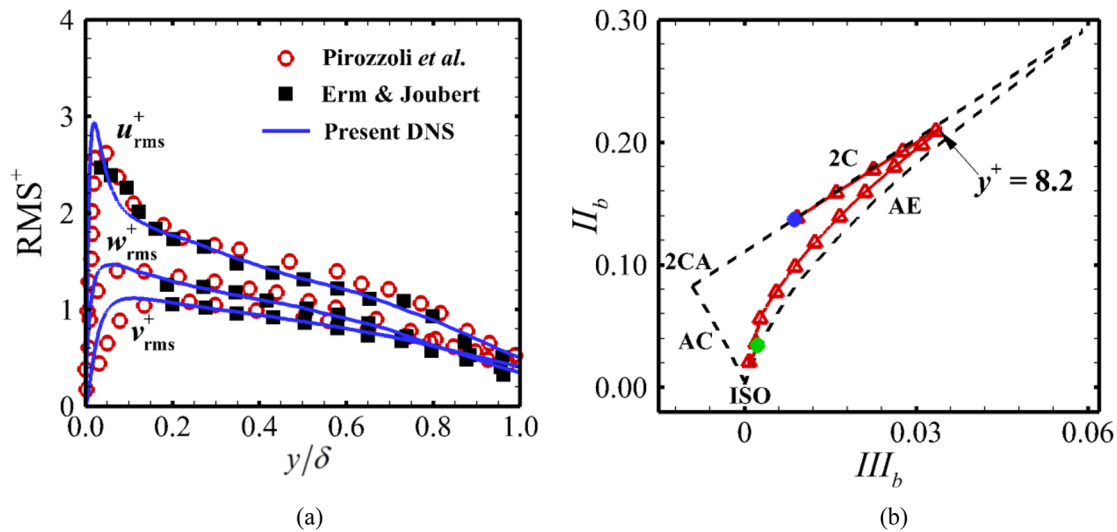 4
3
2
1
0
RMS⁺
0.0
0.2
0.4
0.6
0.8
1.0
y/δ
Pirozzoli et al.
Erm & Joubert
Present DNS
u⁺rms
w⁺rms
v⁺rms
(a)
0.30
0.20
0.10
0.00
II_b
0
0.03
0.06
III_b
2C
y⁺ = 8.2
AE
2CA
AC
ISO
(b)